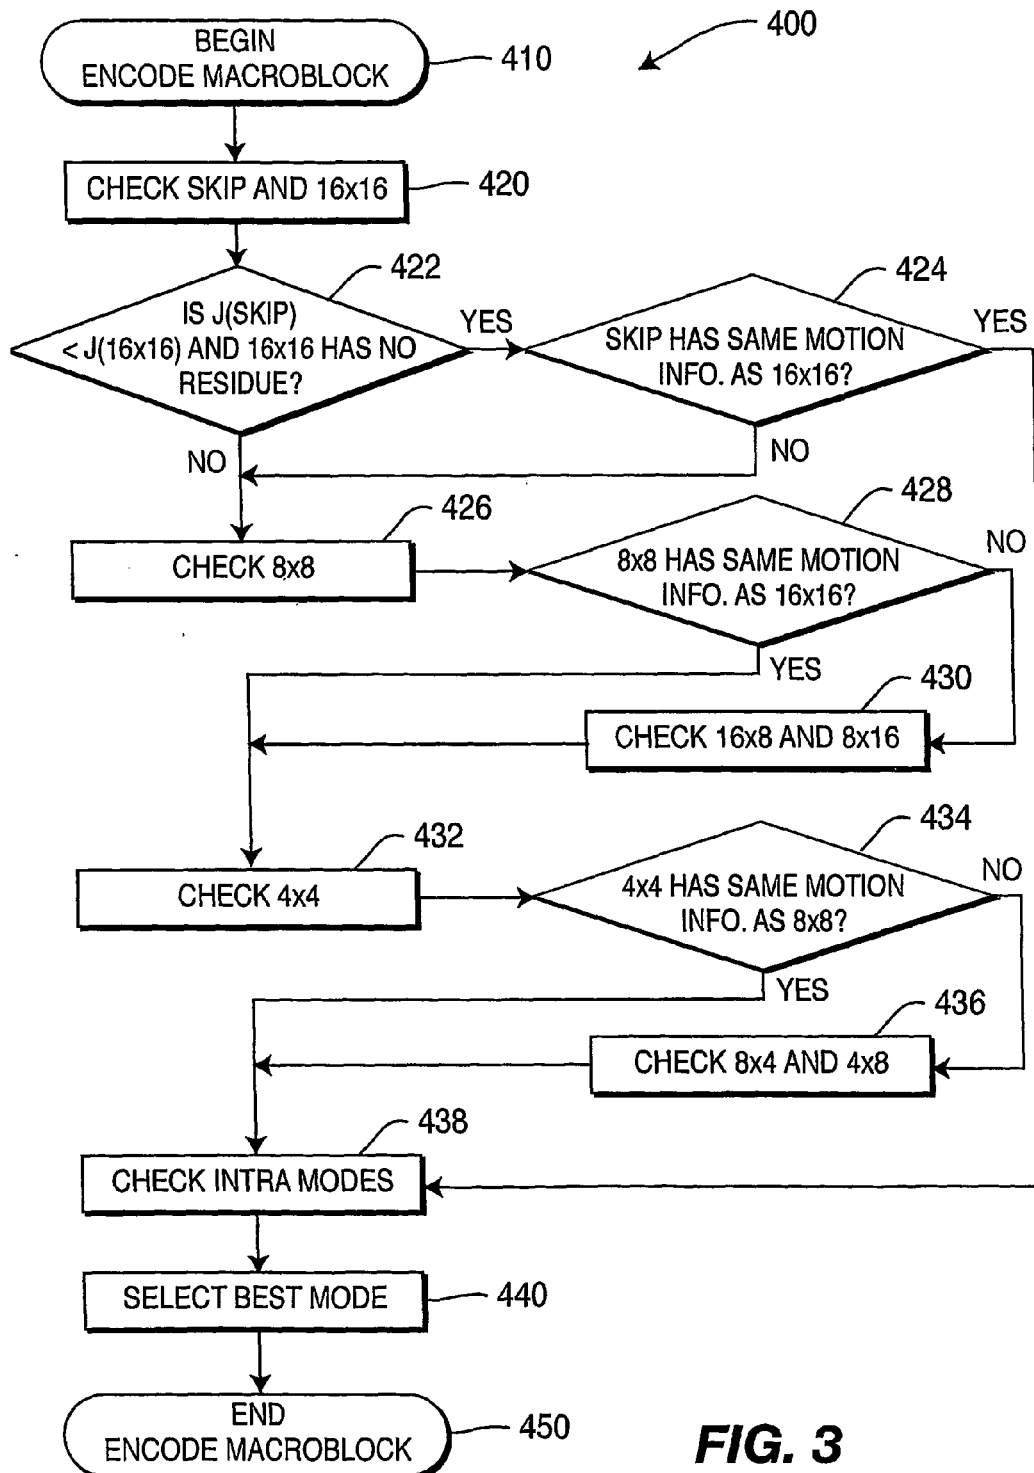 BEGIN
ENCODE MACROBLOCK
410
400
CHECK SKIP AND 16x16
420
422
IS J(SKIP)
< J(16x16) AND 16x16 HAS NO
RESIDUE?
YES
NO
424
SKIP HAS SAME MOTION
INFO. AS 16x16?
YES
NO
426
CHECK 8x8
428
8x8 HAS SAME MOTION
INFO. AS 16x16?
NO
YES
430
CHECK 16x8 AND 8x16
432
CHECK 4x4
434
4x4 HAS SAME MOTION
INFO. AS 8x8?
NO
YES
436
CHECK 8x4 AND 4x8
438
CHECK INTRA MODES
SELECT BEST MODE
440
END
ENCODE MACROBLOCK
450
FIG. 3